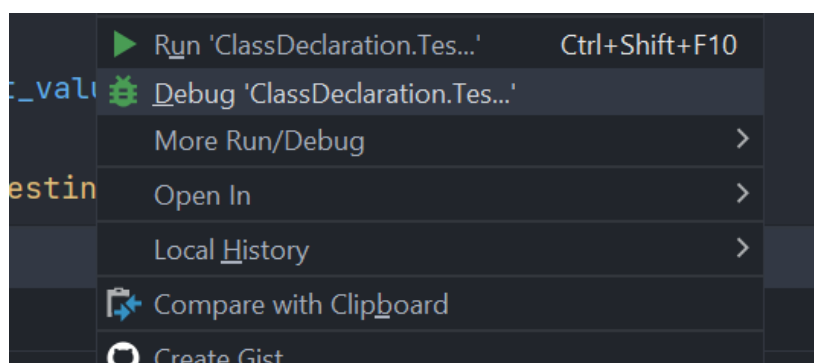 Run 'ClassDeclaration.Tes...' Ctrl+Shift+F10
t_valu
Debug 'ClassDeclaration.Tes...'
More Run/Debug
estin
Open In
Local History
Compare with Clipboard
Create Gist